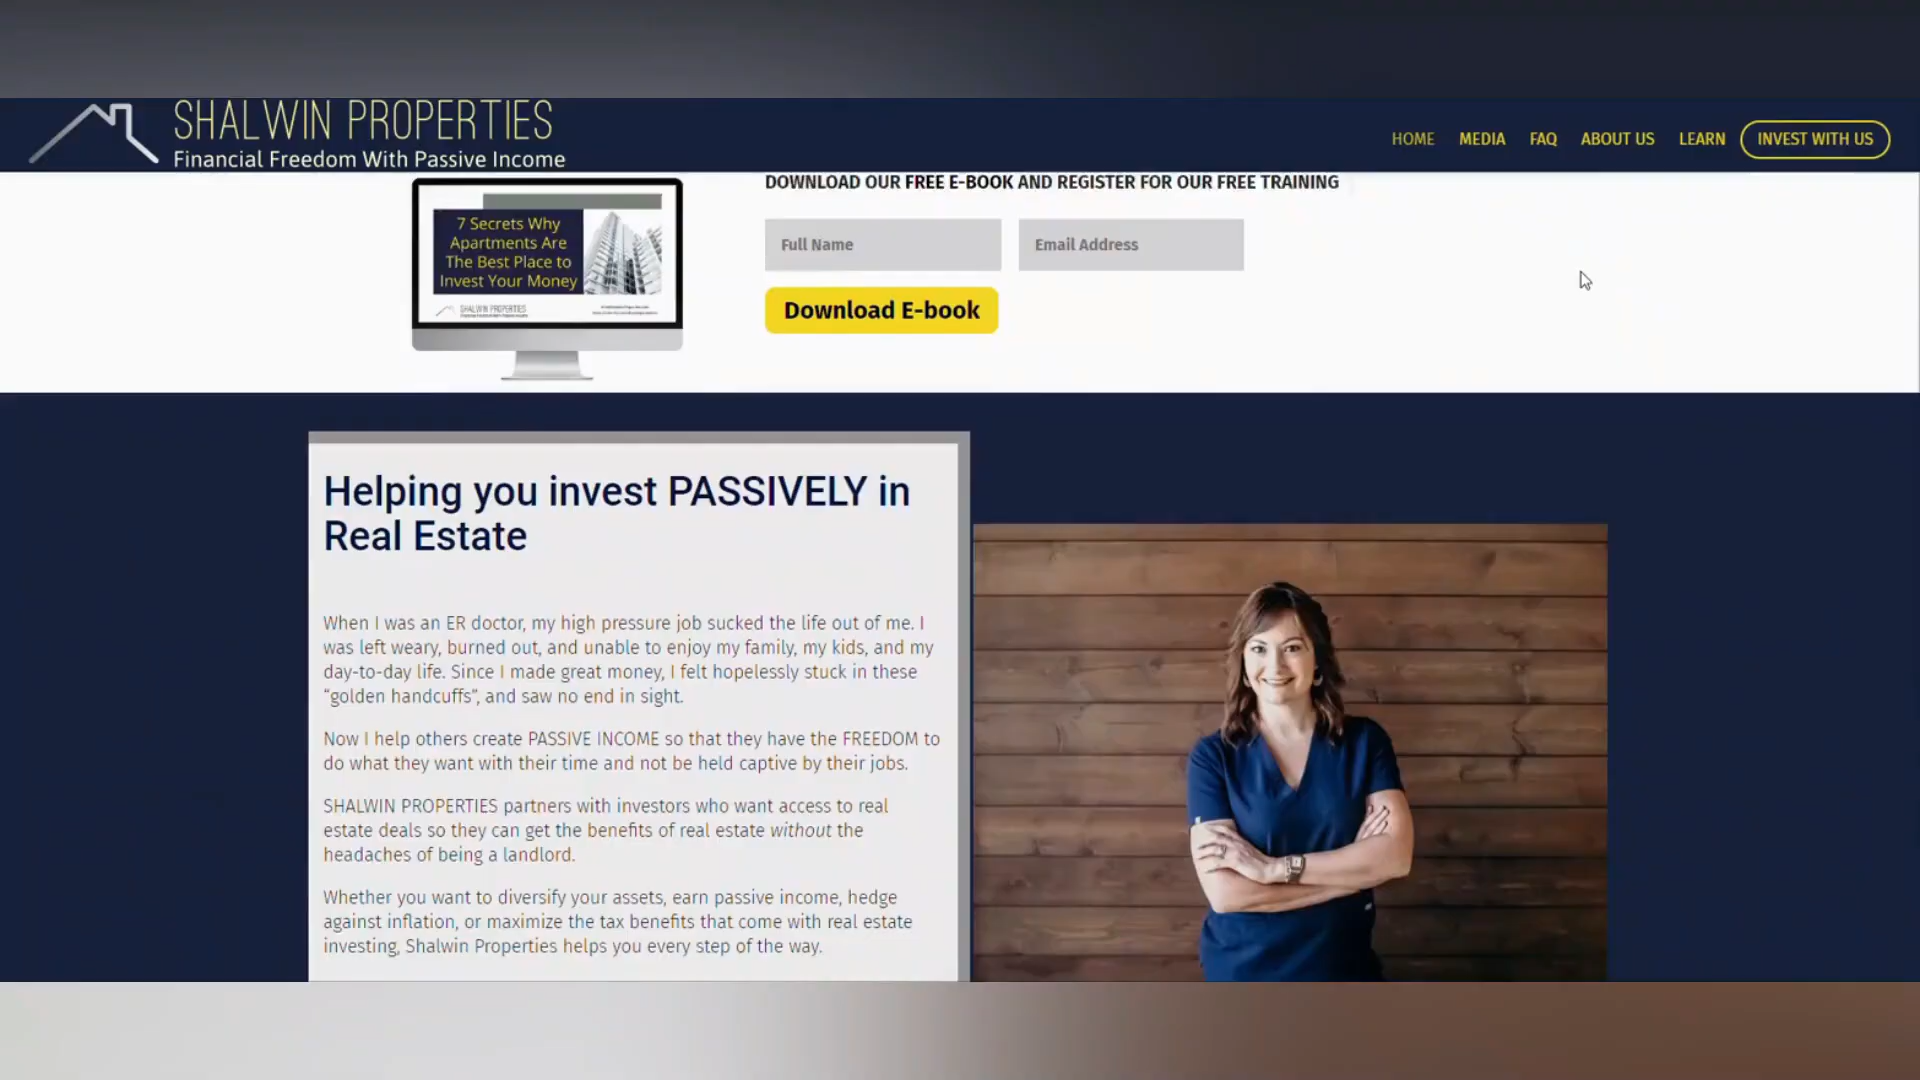 SHALWIN PROPERTIES
Financial Freedom With Passive Income
HOME
MEDIA
FAQ
ABOUT US
LEARN
INVEST WITH US
7 Secrets Why
Apartments Are
The Best Place to
Invest Your Money
SHALWIN PROPERTIES
DOWNLOAD OUR FREE E-BOOK AND REGISTER FOR OUR FREE TRAINING
Full Name
Email Address
Download E-book
Helping you invest PASSIVELY in
Real Estate
When I was an ER doctor, my high pressure job sucked the life out of me. I
was left weary, burned out, and unable to enjoy my family, my kids, and my
day-to-day life. Since I made great money, I felt hopelessly stuck in these
“golden handcuffs”, and saw no end in sight.
Now I help others create PASSIVE INCOME so that they have the FREEDOM to
do what they want with their time and not be held captive by their jobs.
SHALWIN PROPERTIES partners with investors who want access to real
estate deals so they can get the benefits of real estate without the
headaches of being a landlord.
Whether you want to diversify your assets, earn passive income, hedge
against inflation, or maximize the tax benefits that come with real estate
investing, Shalwin Properties helps you every step of the way.